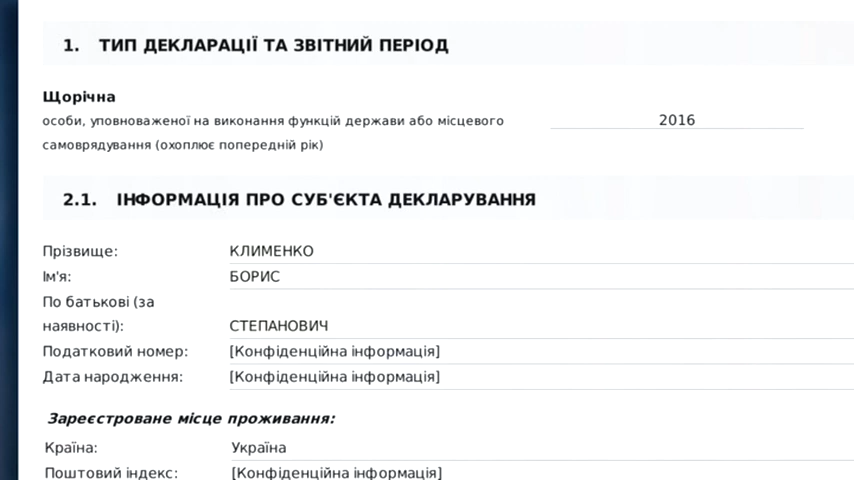 1. ТИП ДЕКЛАРАЦІЇ ТА ЗВІТНИЙ ПЕРІОД
Щорічна
особи, уповноваженої на виконання функцій держави або місцевого
самоврядування (охоплює попередній рік)
2016
2.1. ІНФОРМАЦІЯ ПРО СУБ'ЄКТА ДЕКЛАРУВАННЯ
Прізвище: КЛИМЕНКО
Ім'я: БОРИС
По батькові (за
наявності): СТЕПАНОВИЧ
Податковий номер: [Конфіденційна інформація]
Дата народження: [Конфіденційна інформація]
Зареєстроване місце проживання:
Країна: Україна
Поштовий індекс: [Конфіденційна інформація]